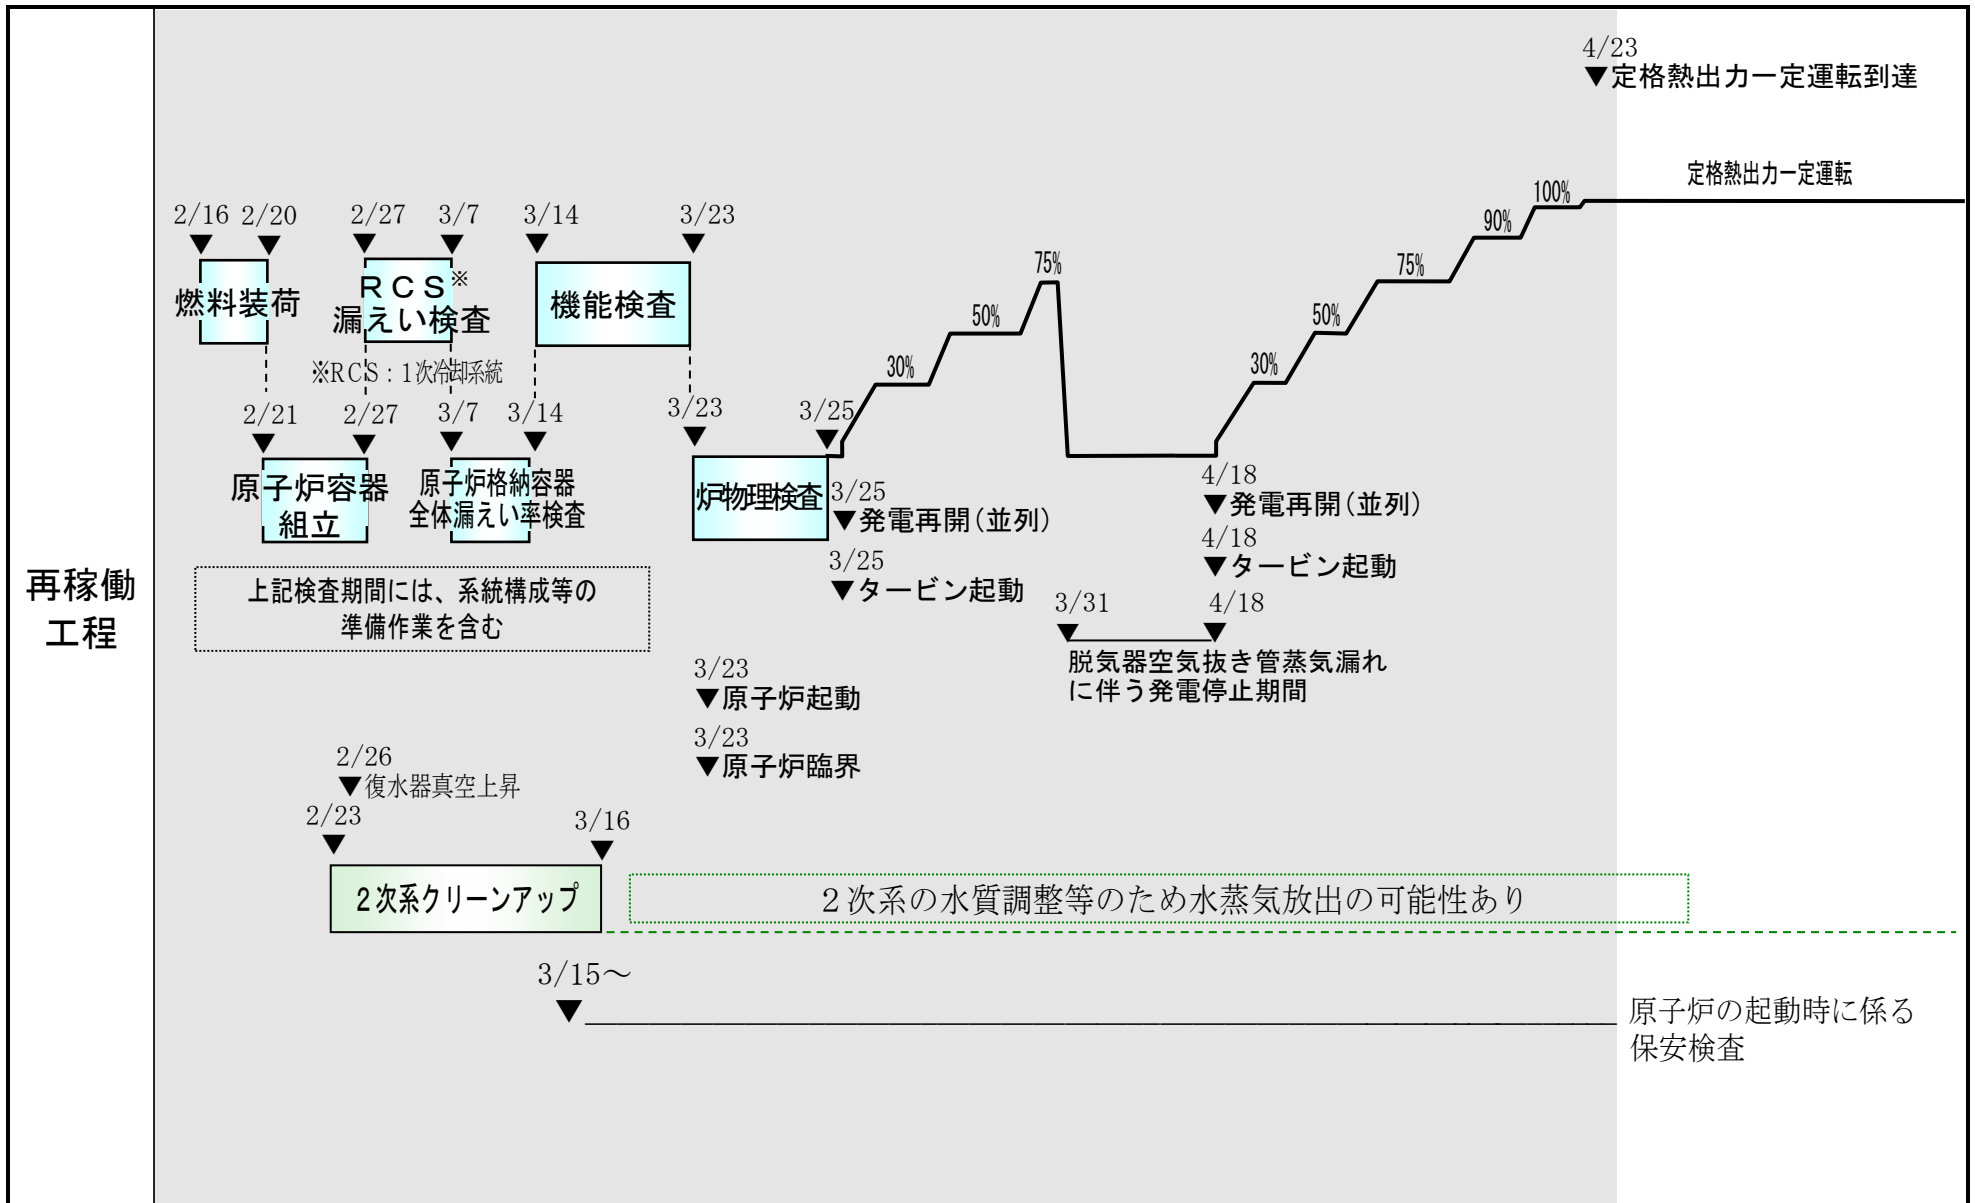 再稼働
工程
4/23
▼定格熱出力一定運転到達
定格熱出力一定運転
2/16 2/20 2/27 3/7 3/14 3/23
▼ ▼ ▼ ▼ ▼ ▼
燃料装荷
ＲＣＳ※
漏えい検査
機能検査
※RCS：1次冷却系統
2/21 2/27 3/7 3/14 3/23 3/25
▼ ▼ ▼ ▼ ▼ ▼
原子炉容器
組立
原子炉格納容器
全体漏えい率検査
炉物理検査
30%
50%
75%
30%
50%
75%
90%
100%
3/25
▼発電再開(並列)
3/25
▼タービン起動
4/18
▼発電再開(並列)
4/18
▼タービン起動
3/31 4/18
▼ ▼
脱気器空気抜き管蒸気漏れ
に伴う発電停止期間
上記検査期間には、系統構成等の
準備作業を含む
3/23
▼原子炉起動
3/23
▼原子炉臨界
2/26
▼復水器真空上昇
2/23 3/16
▼ ▼
２次系クリーンアップ
２次系の水質調整等のため水蒸気放出の可能性あり
3/15～
▼
原子炉の起動時に係る
保安検査